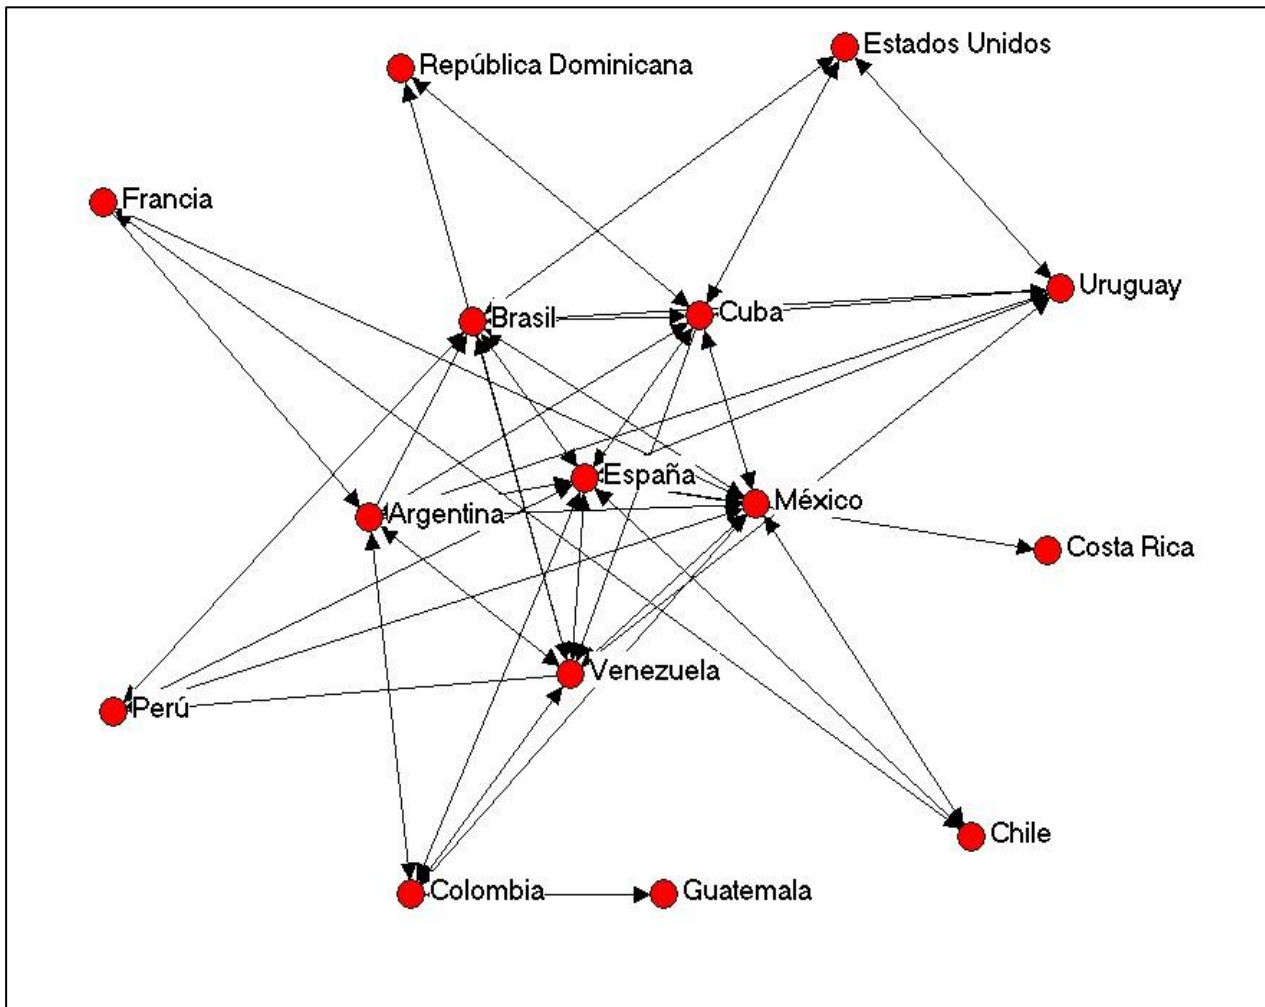 Estados Unidos
República Dominicana
Francia
Uruguay
Brasil
Cuba
España
México
Argentina
Costa Rica
Venezuela
Perú
Chile
Colombia
Guatemala